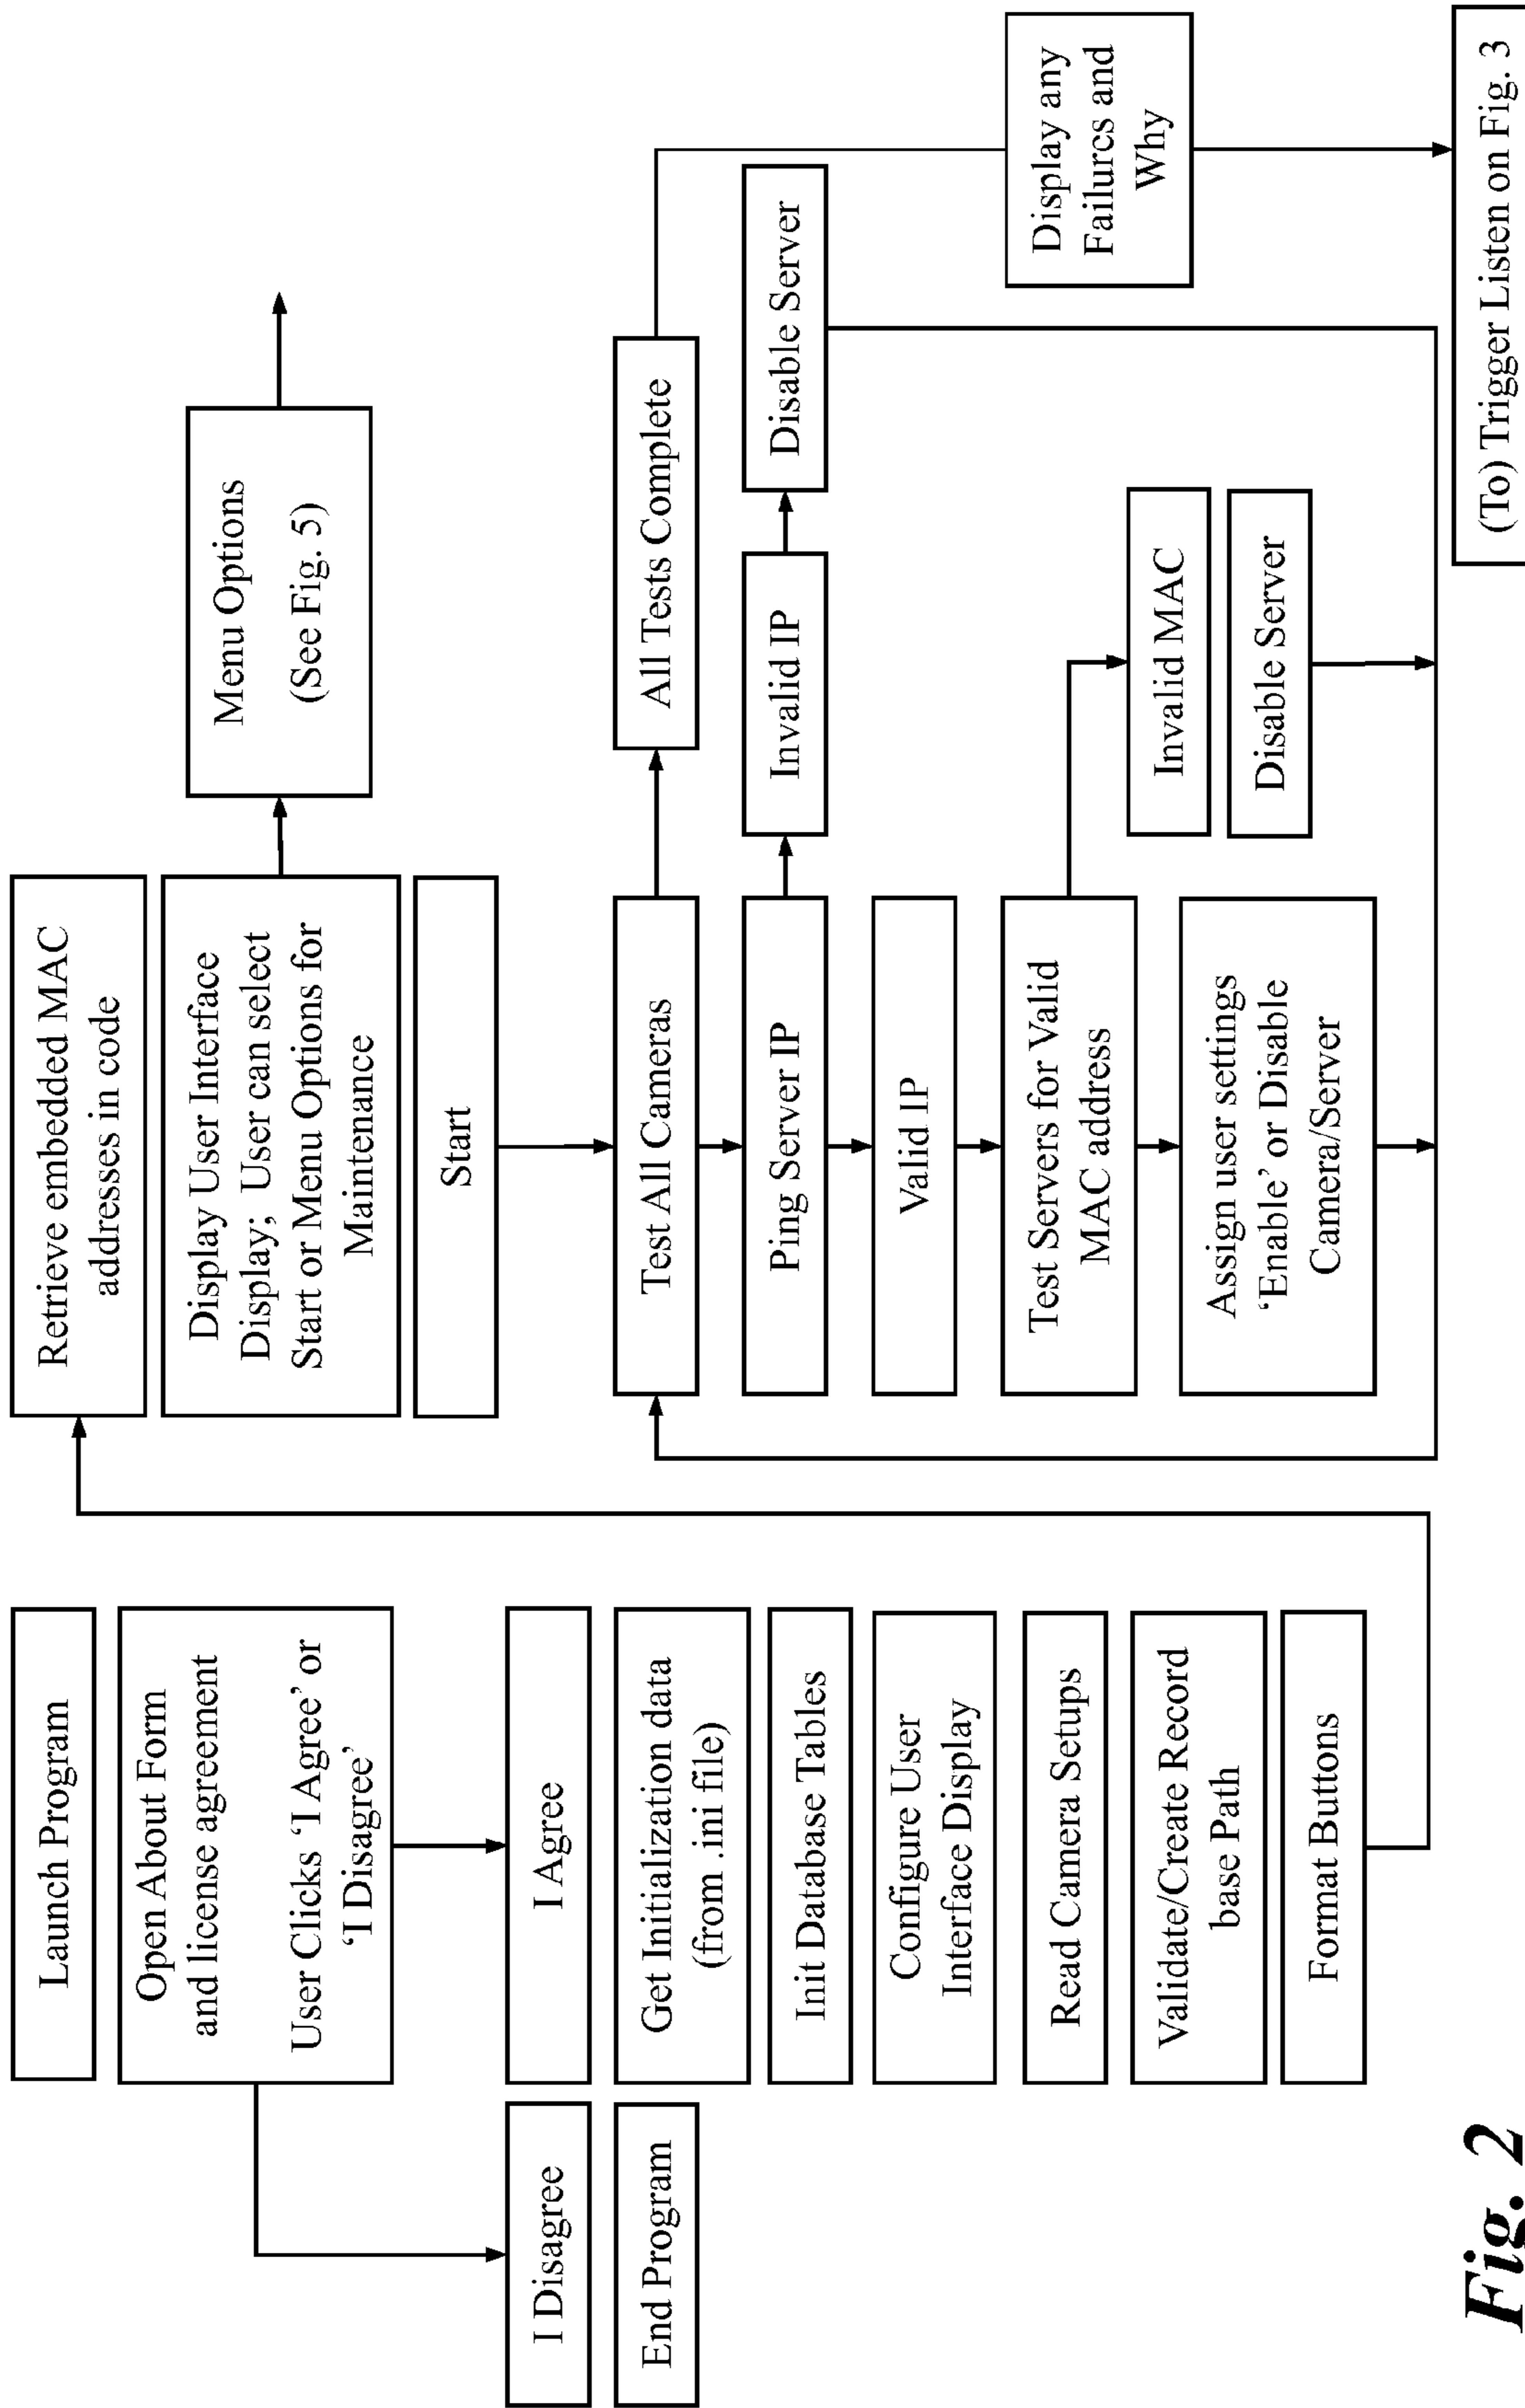 Launch Program
Open About Form
and license agreement
User Clicks ‘I Agree’ or
‘I Disagree’
I Disagree
End Program
I Agree
Get Initialization data
(from .ini file)
Init Database Tables
Configure User
Interface Display
Read Camera Setups
Validate/Create Record
base Path
Format Buttons
Retrieve embedded MAC
addresses in code
Display User Interface
Display; User can select
Start or Menu Options for
Maintenance
Menu Options
(See Fig. 5)
Start
Test All Cameras
All Tests Complete
Ping Server IP
Invalid IP
Disable Server
Valid IP
Test Servers for Valid
MAC address
Invalid MAC
Disable Server
Assign user settings
‘Enable’ or Disable
Camera/Server
Display any
Failures and
Why
(To) Trigger Listen on Fig. 3
Fig. 2